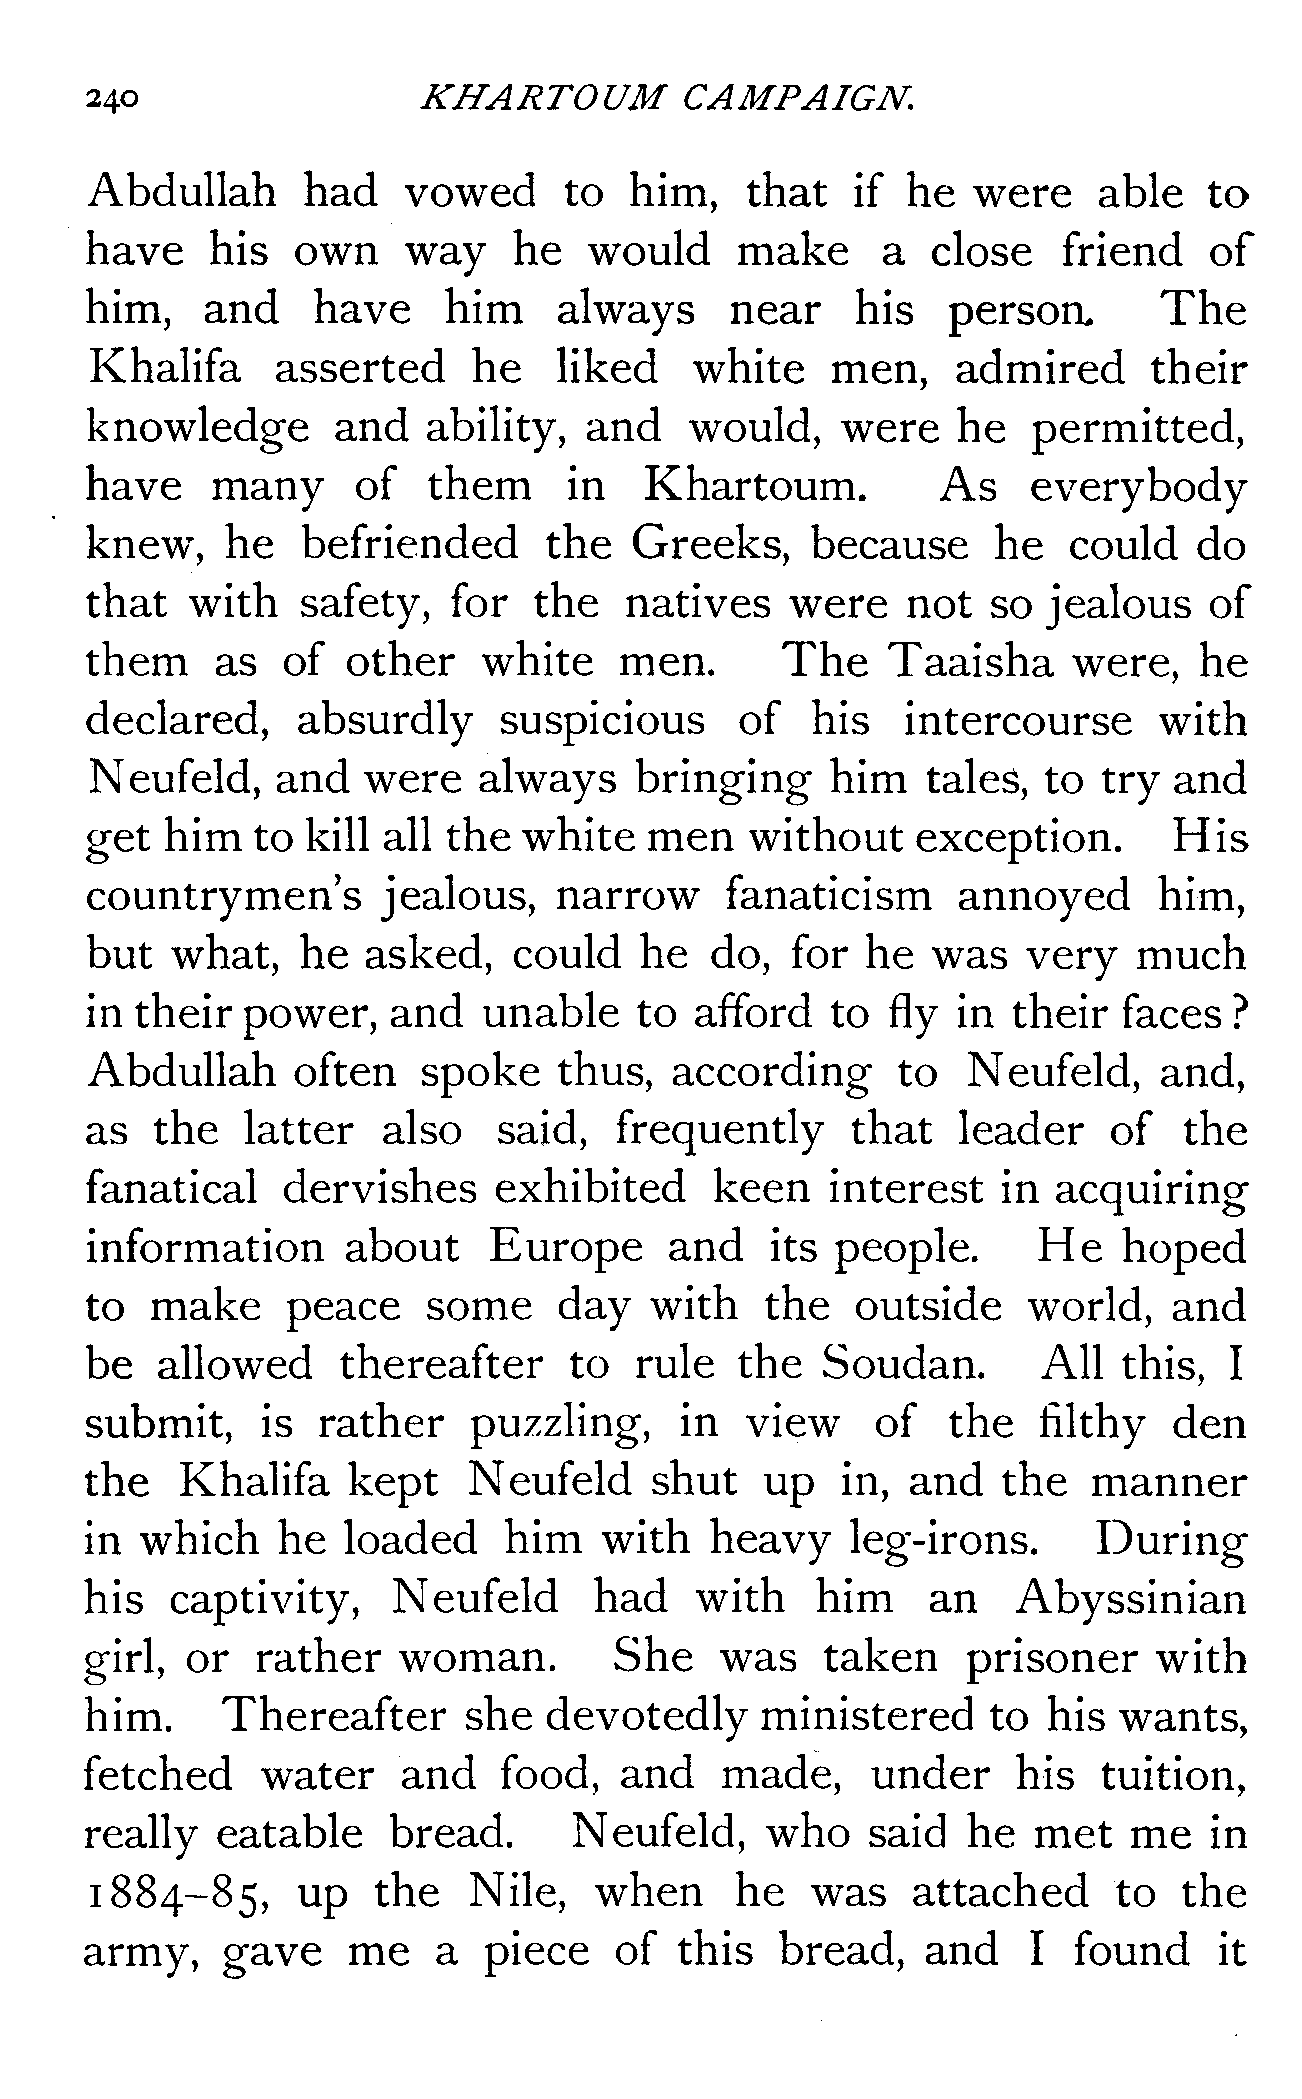 240 KHARTOUM CAMPAIGN.
Abdullah had vowed to him, that if he were able to
have his own way he would make a close friend of
him, and have him always near his person. The
Khalifa asserted he liked white men, admired their
knowledge and ability, and would, were he permitted,
have many of them in Khartoum. As everybody
knew, he befriended the Greeks, because he could do
that with safety, for the natives were not so jealous of
them as of other white men. The Taaisha were, he
declared, absurdly suspicious of his intercourse with
Neufeld, and were always bringing him tales, to try and
get him to kill all the white men without exception. His
countrymen's jealous, narrow fanaticism annoyed him,
but what, he asked, could he do, for he was very much
in their power, and unable to afford to fly in their faces?
Abdullah often spoke thus, according to Neufeld, and,
as the latter also said, frequently that leader of the
fanatical dervishes exhibited keen interest in acquiring
information about Europe and its people. He hoped
to make peace some day with the outside world, and
be allowed thereafter to rule the Soudan. All this, I
submit, is rather puzzling, in view of the filthy den
the Khalifa kept Neufeld shut up in, and the manner
in which he loaded him with heavy leg-irons. During
his captivity, Neufeld had with him an Abyssinian
girl, or rather woman. She was taken prisoner with
him. Thereafter she devotedly ministered to his wants,
fetched water and food, and made, under his tuition,
really eatable bread. Neufeld, who said he met me in
1884–85, up the Nile, when he was attached to the
army, gave me a piece of this bread, and I found it